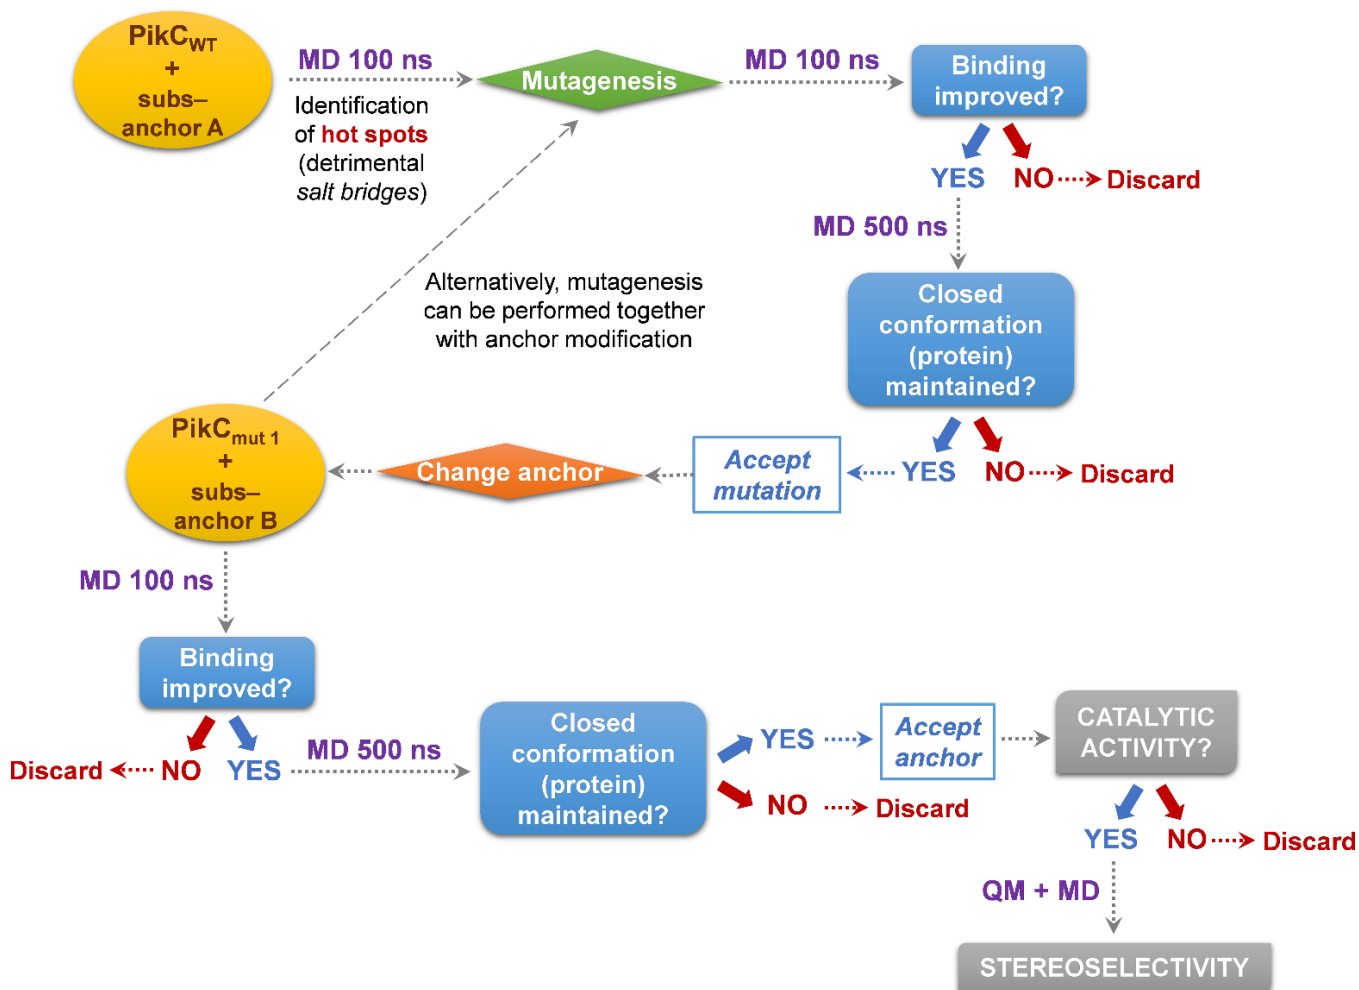 PikCWT
+
subs–
anchor A
MD 100 ns
Identification
of hot spots
(detrimental
salt bridges)
Mutagenesis
MD 100 ns
Binding
improved?
YES
NO
Discard
MD 500 ns
Closed
conformation
(protein)
maintained?
YES
NO
Discard
Accept
mutation
Change anchor
Alternatively, mutagenesis
can be performed together
with anchor modification
PikCmut 1
+
subs–
anchor B
MD 100 ns
Binding
improved?
Discard
NO
YES
MD 500 ns
Closed
conformation
(protein)
maintained?
YES
NO
Discard
Accept
anchor
CATALYTIC
ACTIVITY?
YES
NO
Discard
QM + MD
STEREOSELECTIVITY